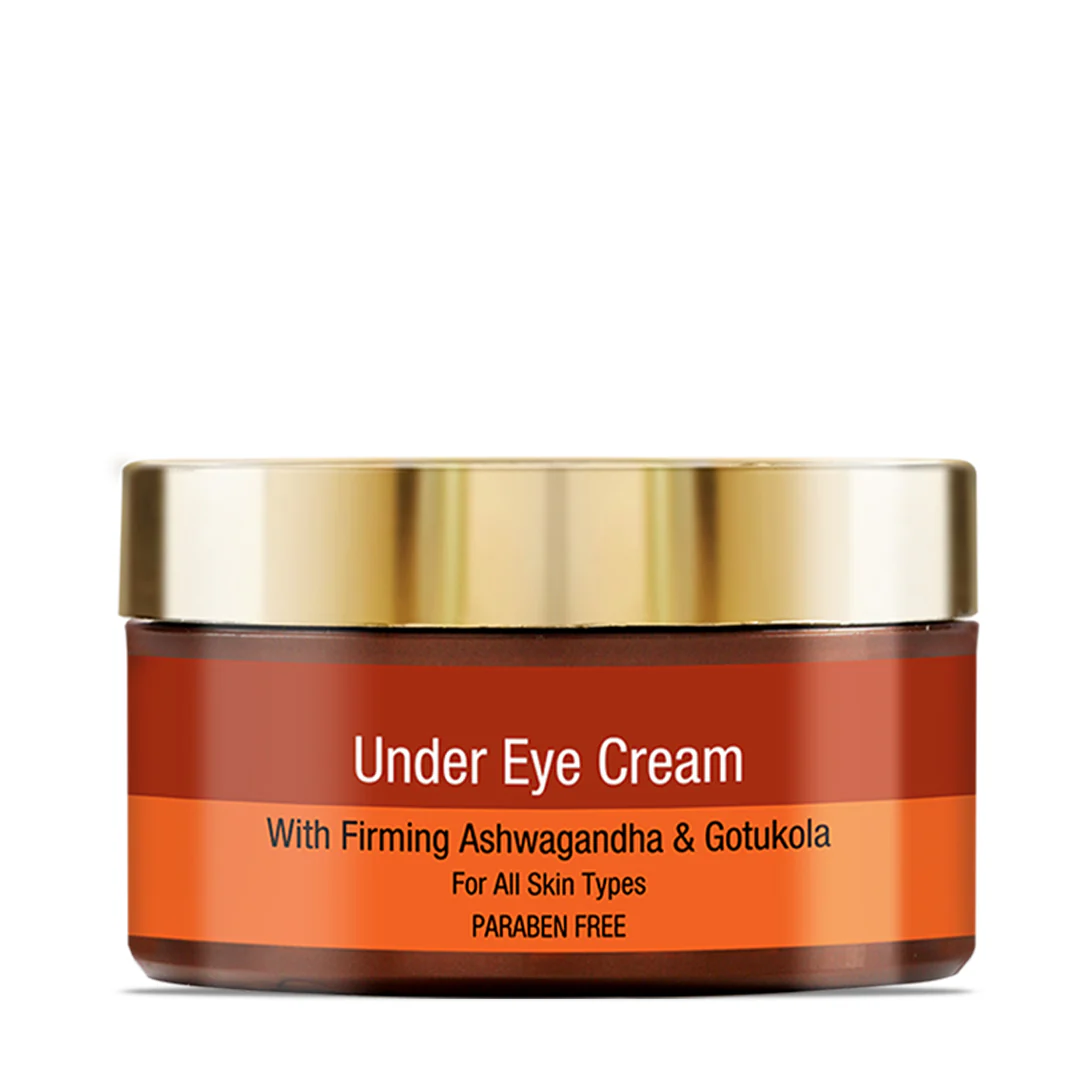 Under Eye Cream
With Firming Ashwagandha & Gotukola
For All Skin Types
PARABEN FREE